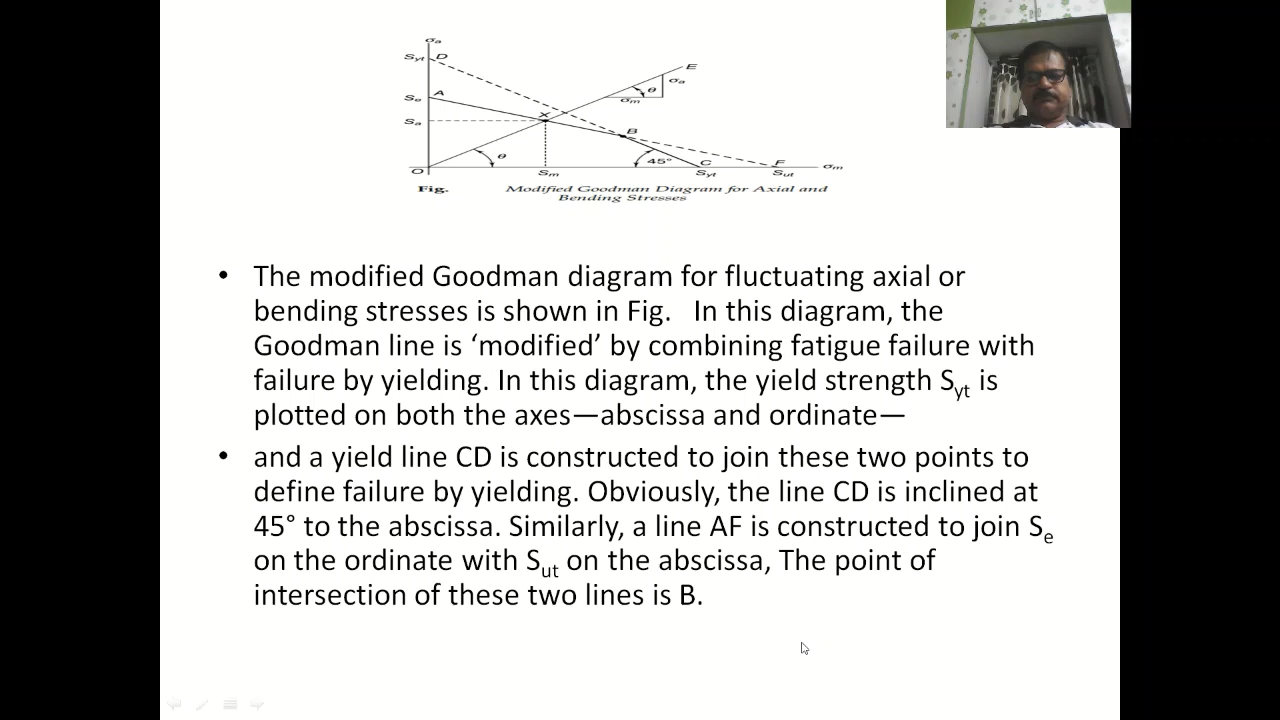 σa
Syt D
E
A
Se
θ
σa
σm
X
Sa
B
θ
45°
C
F
σm
O
Sm
Syt
Sut
Fig. Modified Goodman Diagram for Axial and
Bending Stresses
• The modified Goodman diagram for fluctuating axial or
bending stresses is shown in Fig. In this diagram, the
Goodman line is ‘modified’ by combining fatigue failure with
failure by yielding. In this diagram, the yield strength Syt is
plotted on both the axes—abscissa and ordinate—
• and a yield line CD is constructed to join these two points to
define failure by yielding. Obviously, the line CD is inclined at
45° to the abscissa. Similarly, a line AF is constructed to join Se
on the ordinate with Sut on the abscissa, The point of
intersection of these two lines is B.